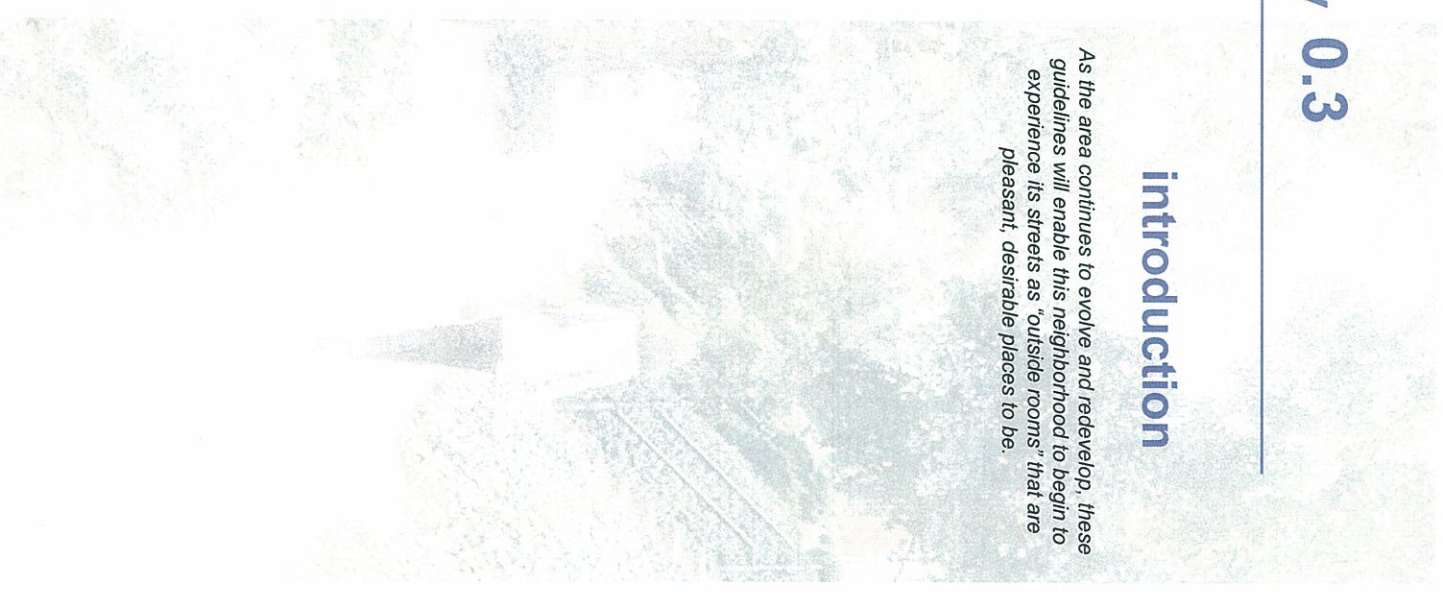 0.3
introduction
As the area continues to evolve and redevelop, these
guidelines will enable this neighborhood to begin to
experience its streets as “outside rooms” that are
pleasant, desirable places to be.